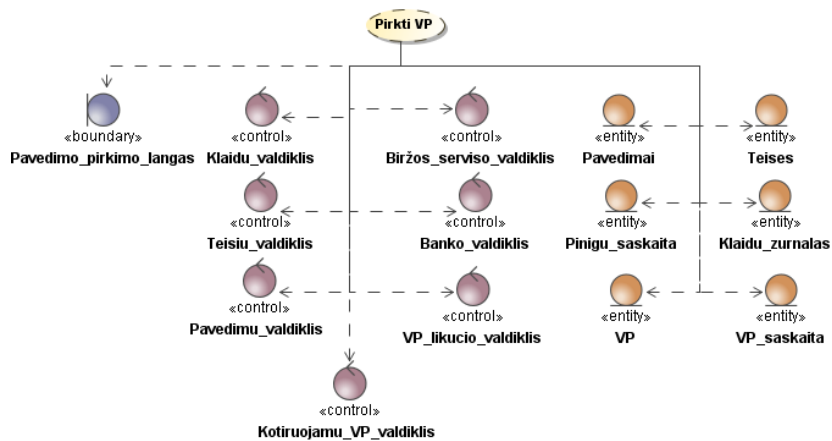 Pirkti VP
«boundary» «control» «control» «entity» «entity»
Pavedimo_pirkimo_langas Klaidu_valdiklis Biržos_serviso_valdiklis Pavedimai Teises
«control» «control» «entity» «entity»
Teisiu_valdiklis Banko_valdiklis Pinigu_saskaita Klaidu_zurnalas
«control» «control» «entity» «entity»
Pavedimu_valdiklis VP_likucio_valdiklis VP VP_saskaita
«control»
Kotiruojamu_VP_valdiklis